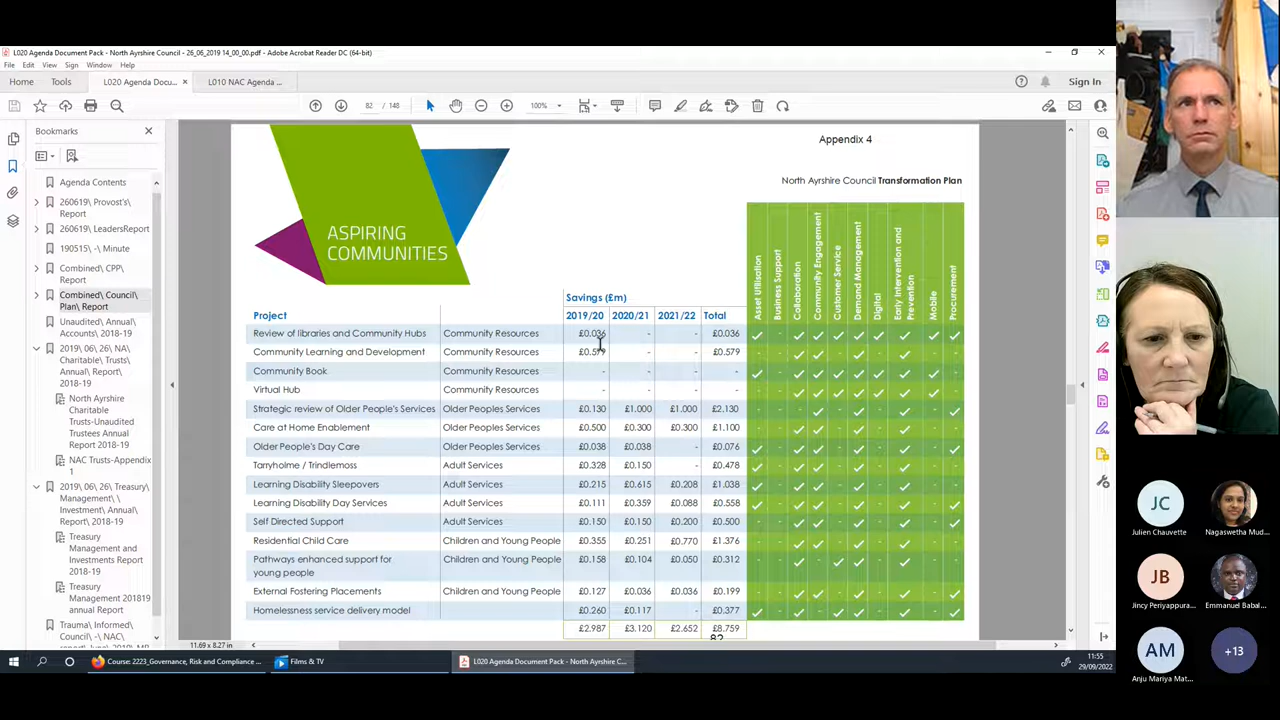 L020 Agenda Document Pack - North Ayrshire Council - 26_06_2019 14_00_00.pdf - Adobe Acrobat Reader DC (64-bit)
File Edit View Sign Window Help
Home Tools L020 Agenda Docu... × L010 NAC Agenda ... Sign In
82 / 148 100%
Bookmarks
Agenda Contents
260619\ Provost's\
Report
260619\ LeadersReport
190515\ -\ Minute
Combined\ CPP\
Report
Combined\ Council\
Plan\ Report
Unaudited\ Annual\
Accounts\ 2018-19
2019\ 06\ 26\ NA\
Charitable\ Trusts\
Annual\ Report\
2018-19
North Ayrshire
Charitable
Trusts-Unaudited
Trustees Annual
Report 2018-19
NAC Trusts-Appendix
1
2019\ 06\ 26\ Treasury\
Management\ \
Investment\ Annual\
Report\ 2018-19
Treasury
Management and
Investment Report
2018-19
Treasury
Management 201819
annual Report
Trauma\ Informed\
Council\ -\ NAC\
Appendix 4
North Ayrshire Council Transformation Plan
ASPIRING
COMMUNITIES
Asset Utilisation
Business Support
Collaboration
Community Engagement
Customer Service
Demand Management
Digital
Early Intervention and
Prevention
Mobile
Procurement
Savings (£m)
Project 2019/20 2020/21 2021/22 Total
Review of libraries and Community Hubs Community Resources £0.036 - - £0.036
Community Learning and Development Community Resources £0.579 - - £0.579
Community Book Community Resources - - - -
Virtual Hub Community Resources - - - -
Strategic review of Older People's Services Older Peoples Services £0.130 £1.000 £1.000 £2.130
Care at Home Enablement Older Peoples Services £0.500 £0.300 £0.300 £1.100
Older People's Day Care Older Peoples Services £0.038 £0.038 - £0.076
Tarryholme / Trindlemoss Adult Services £0.328 £0.150 - £0.478
Learning Disability Sleepovers Adult Services £0.215 £0.615 £0.208 £1.038
Learning Disability Day Services Adult Services £0.111 £0.359 £0.088 £0.558
Self Directed Support Adult Services £0.150 £0.150 £0.200 £0.500
Residential Child Care Children and Young People £0.355 £0.251 £0.770 £1.376
Pathways enhanced support for Children and Young People £0.158 £0.104 £0.050 £0.312
young people
External Fostering Placements Children and Young People £0.127 £0.036 £0.036 £0.199
Homelessness service delivery model £0.260 £0.117 - £0.377
£2.987 £3.120 £2.652 £8.759
11.69 x 8.27 in
Course: 2223_Governance, Risk and Compliance ... Films & TV L020 Agenda Document Pack - North Ayrshire C...
11:55
29/09/2022
JC
Julien Chauvette Nagaswetha Mud...
JB
Jincy Periyappura... Emmanuel Babal...
AM +13
Anju Mariya Mat...